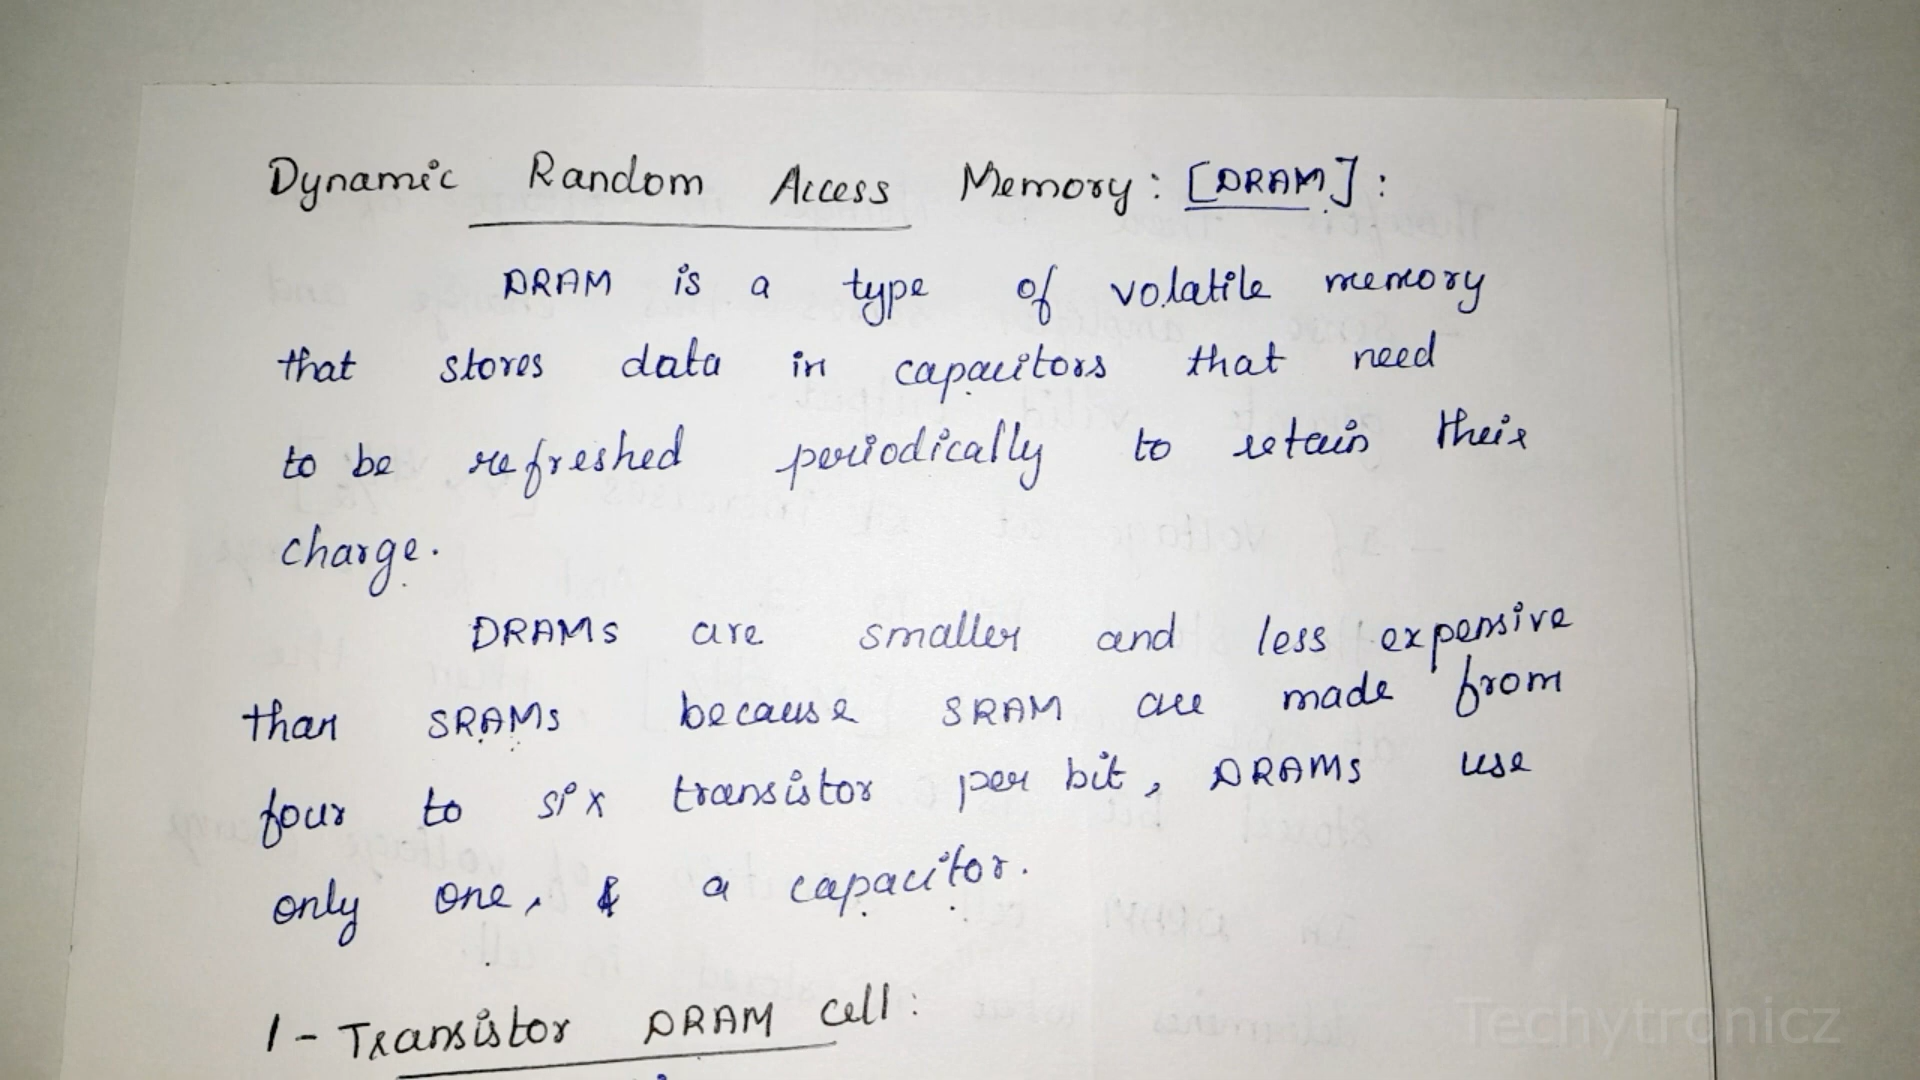 Dynamic Random Access Memory: [DRAM]:
DRAM is a type of volatile memory
that stores data in capacitors that need
to be refreshed periodically to retain their
charge.
DRAMs are smaller and less expensive
than SRAMs because SRAM are made from
four to six transistor per bit, DRAMs use
only one, & a capacitor.
1 - Transistor DRAM cell:
Techytronicz